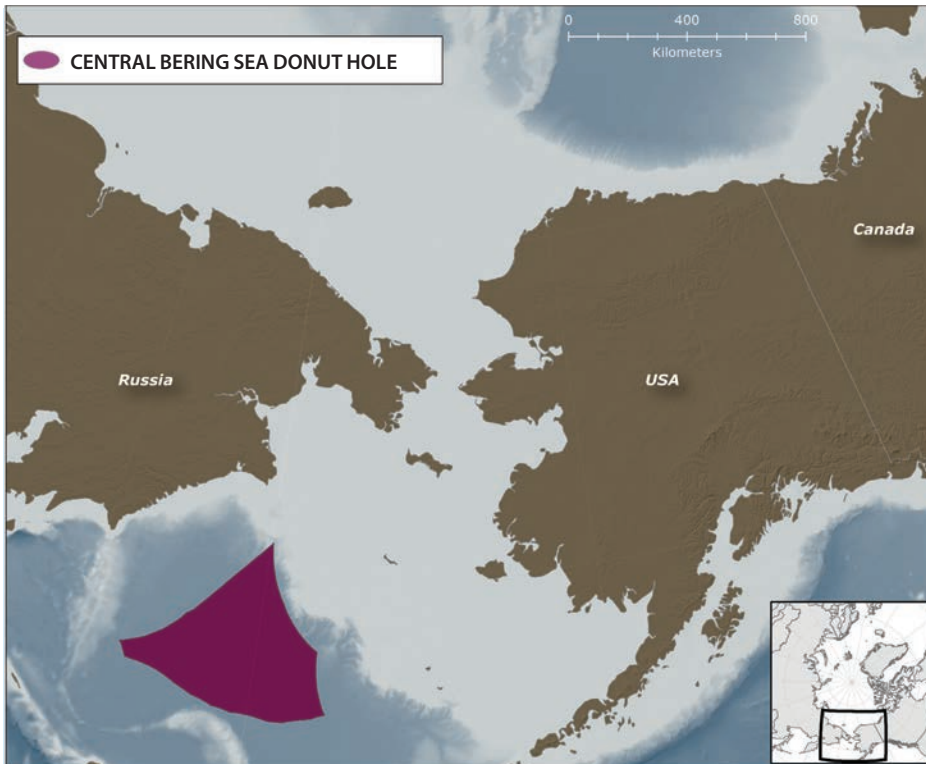 0 400 800
Kilometers
CENTRAL BERING SEA DONUT HOLE
Canada
Russia
USA